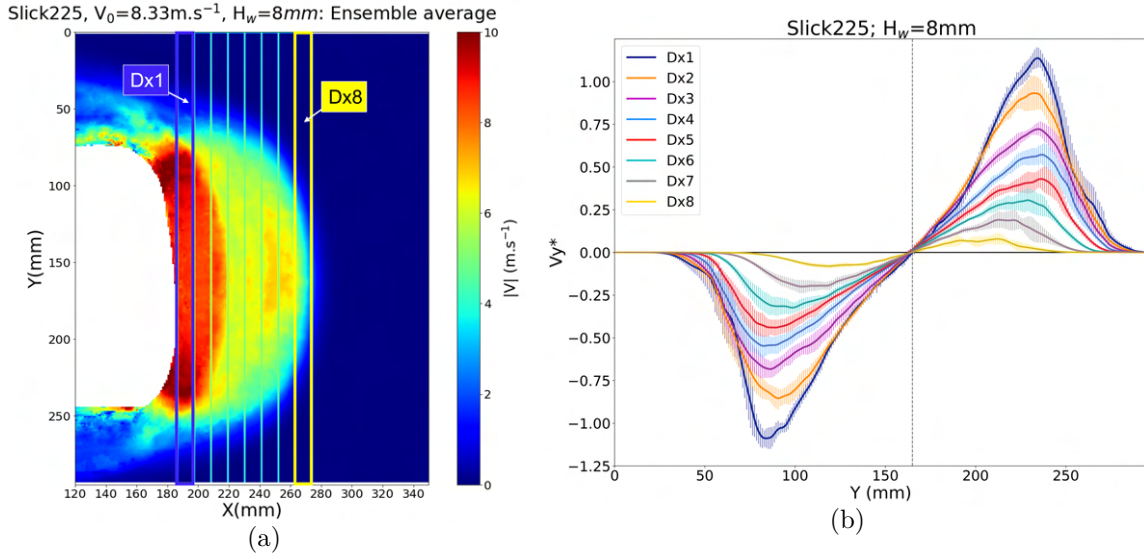 Slick225, V₀=8.33m.s⁻¹, H_w=8mm: Ensemble average
Dx1
Dx8
0
50
100
150
200
250
Y(mm)
120 140 160 180 200 220 240 260 280 300 320 340
X(mm)
10
8
6
4
2
0
|V| (m.s⁻¹)
(a)
Slick225; H_w=8mm
Dx1
Dx2
Dx3
Dx4
Dx5
Dx6
Dx7
Dx8
1.00
0.75
0.50
0.25
0.00
−0.25
−0.50
−0.75
−1.00
−1.25
Vy*
0 50 100 150 200 250
Y (mm)
(b)